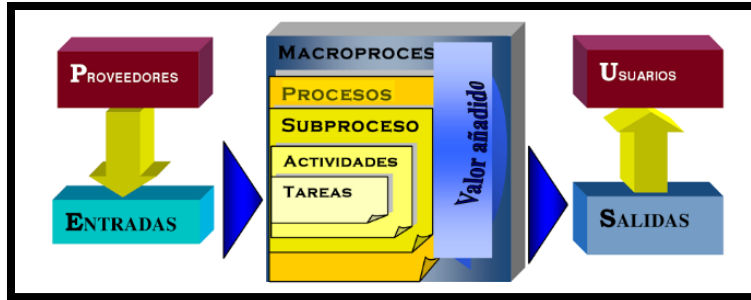 PROVEEDORES
ENTRADAS
MACROPROCES
PROCESOS
SUBPROCESO
ACTIVIDADES
TAREAS
Valor añadido
USUARIOS
SALIDAS